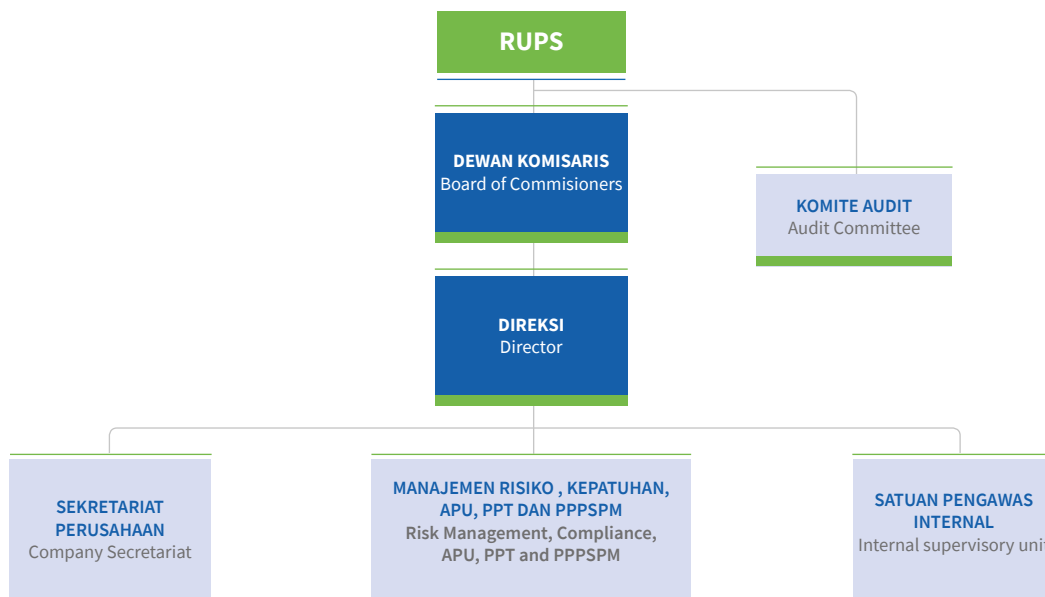 RUPS
DEWAN KOMISARIS
Board of Commisioners
KOMITE AUDIT
Audit Committee
DIREKSI
Director
SEKRETARIAT
PERUSAHAAN
Company Secretariat
MANAJEMEN RISIKO , KEPATUHAN,
APU, PPT DAN PPPSPM
Risk Management, Compliance,
APU, PPT and PPPSPM
SATUAN PENGAWAS
INTERNAL
Internal supervisory unit